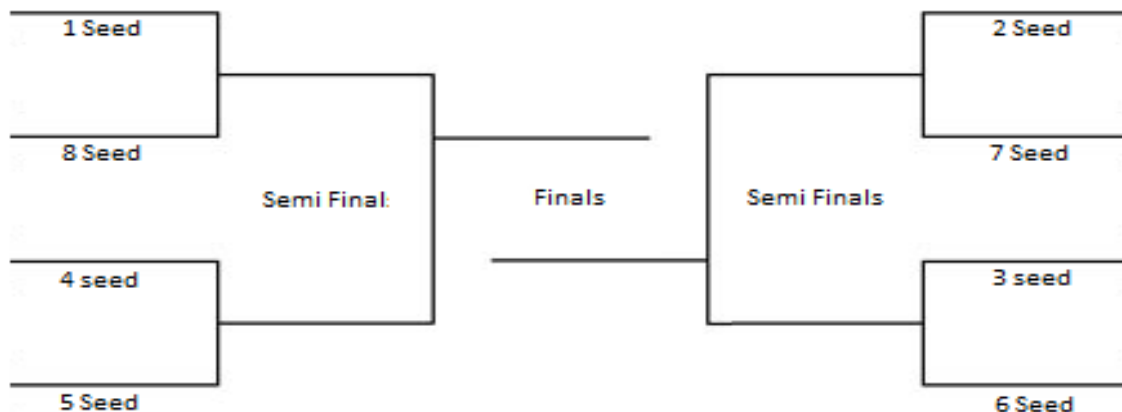 1 Seed
2 Seed
8 Seed
7 Seed
Semi Final:
Finals
Semi Finals
4 seed
3 seed
5 Seed
6 Seed